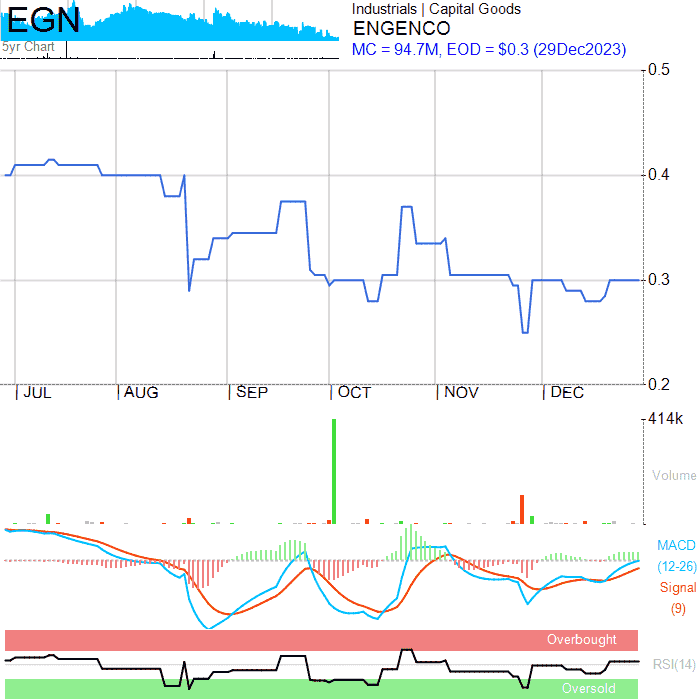 EGN
5yr Chart
Industrials | Capital Goods
ENGENCO
MC = 94.7M, EOD = $0.3 (29Dec2023)
0.5
0.4
0.3
0.2
| JUL | AUG | SEP | OCT | NOV | DEC
414k
Volume
MACD
(12-26)
Signal
(9)
Overbought
RSI(14)
Oversold